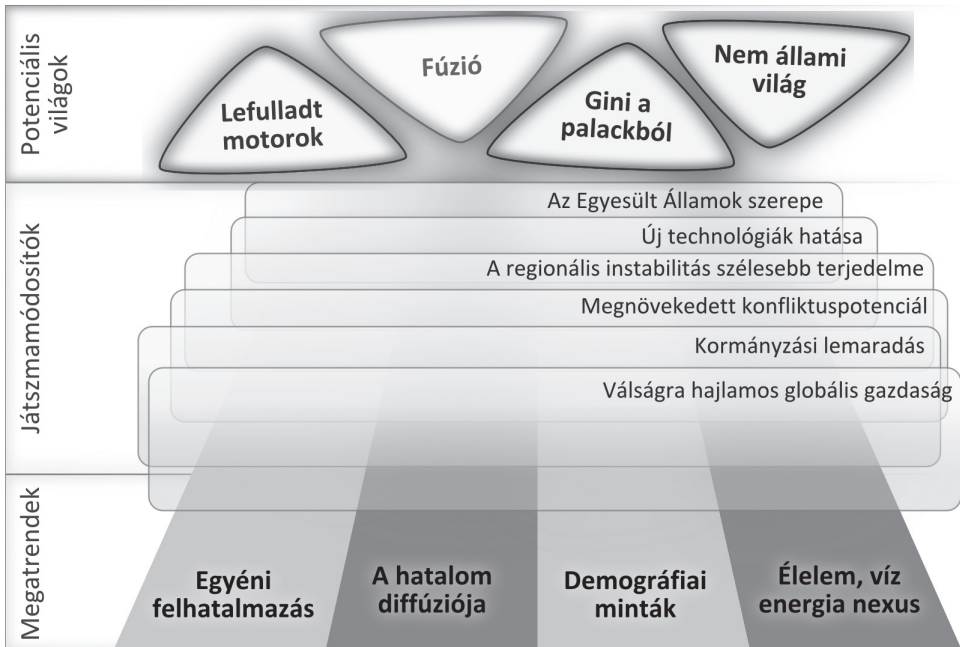 Potenciális
világok
Lefulladt
motorok
Fúzió
Gini a
palackból
Nem állami
világ
Játszmamódosítók
Az Egyesült Államok szerepe
Új technológiák hatása
A regionális instabilitás szélesebb terjedelme
Megnövekedett konfliktuspotenciál
Kormányzási lemaradás
Válságra hajlamos globális gazdaság
Megatrendek
Egyéni
felhatalmazás
A hatalom
diffúziója
Demográfiai
minták
Élelem, víz
energia nexus